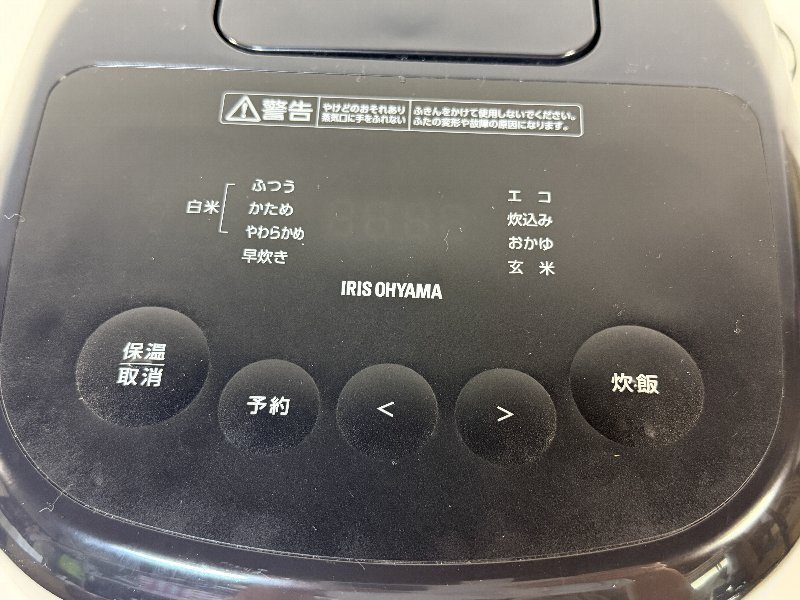 警告
やけどのおそれあり
蒸気口に手をふれない
ふきんをかけて使用しないでください。
ふたの変形や故障の原因になります。
白米
ふつう
かため
やわらかめ
早炊き
エコ
炊込み
おかゆ
玄米
IRIS OHYAMA
保温
取消
予約
<
>
炊飯